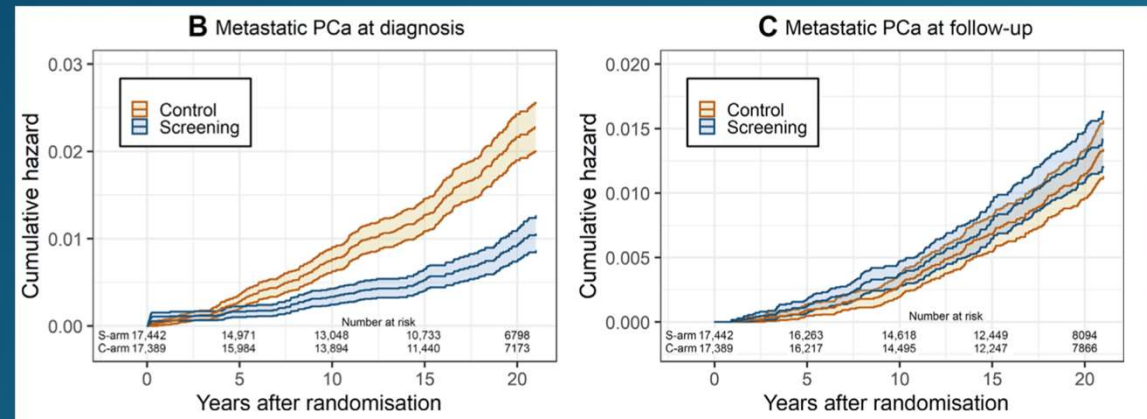 B Metastatic PCa at diagnosis
Cumulative hazard
0.03
0.02
0.01
0.00
Control
Screening
Number at risk
S-arm 17,442 14,971 13,048 10,733 6798
C-arm 17,389 15,984 13,894 11,440 7173
0 5 10 15 20
Years after randomisation
C Metastatic PCa at follow-up
Cumulative hazard
0.020
0.015
0.010
0.005
0.000
Control
Screening
Number at risk
S-arm 17,442 16,263 14,618 12,449 8094
C-arm 17,389 16,217 14,495 12,247 7866
0 5 10 15 20
Years after randomisation